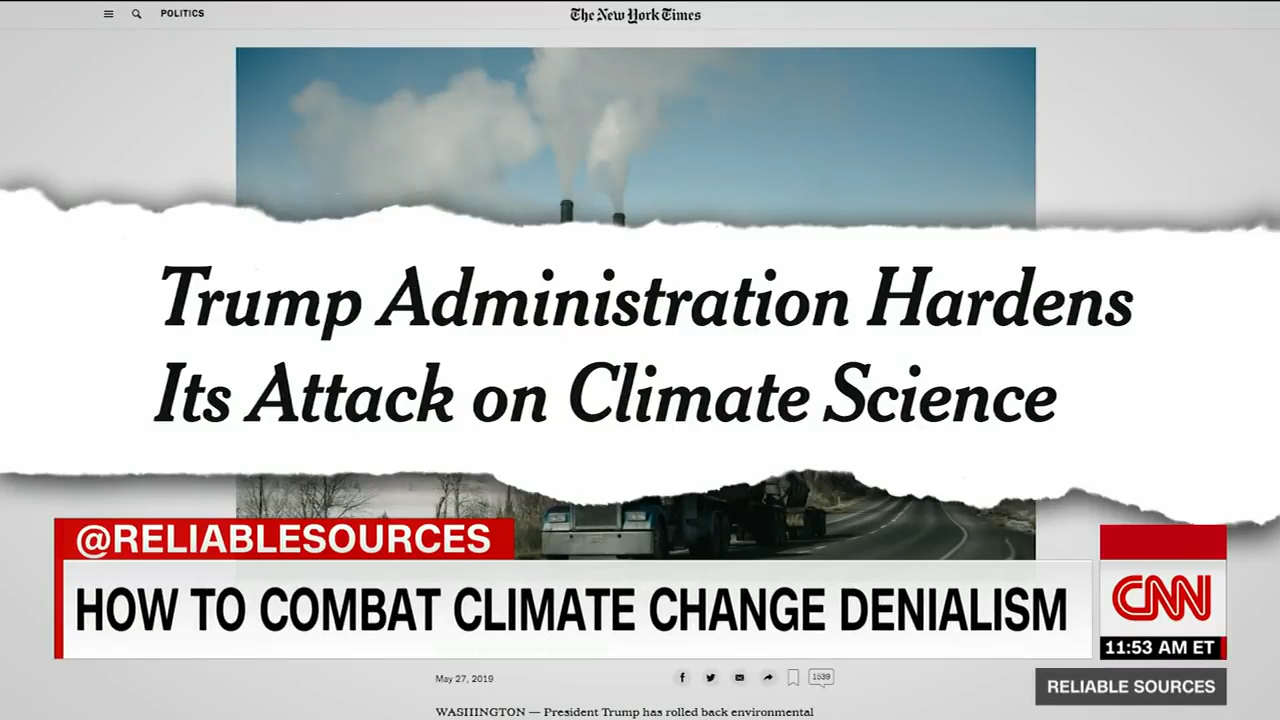 POLITICS
The New York Times
Trump Administration Hardens
Its Attack on Climate Science
@RELIABLESOURCES
HOW TO COMBAT CLIMATE CHANGE DENIALISM
CNN
11:53 AM ET
May 27, 2019
1539
RELIABLE SOURCES
WASHINGTON — President Trump has rolled back environmental